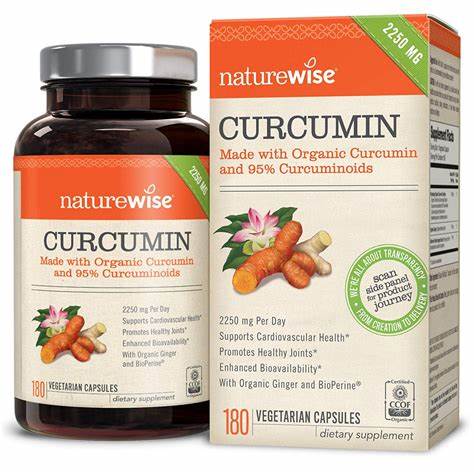 2250 MG
naturewise®
CURCUMIN
Made with Organic Curcumin
and 95% Curcuminoids
2250 mg Per Day
Supports Cardiovascular Health*
Promotes Healthy Joints*
Enhanced Bioavailability*
With Organic Ginger
and BioPerine®
180 VEGETARIAN CAPSULES
dietary supplement
CCOF
2250 MG
naturewise®
CURCUMIN
Made with Organic Curcumin
and 95% Curcuminoids
WE'RE ALL ABOUT TRANSPARENCY
scan
side panel
for product
journey
FROM CREATION TO DELIVERY
2250 mg Per Day
Supports Cardiovascular Health*
Promotes Healthy Joints*
Enhanced Bioavailability*
With Organic Ginger and BioPerine®
180 VEGETARIAN CAPSULES
dietary supplement
Certified
CCOF
Organic
Supplement Facts